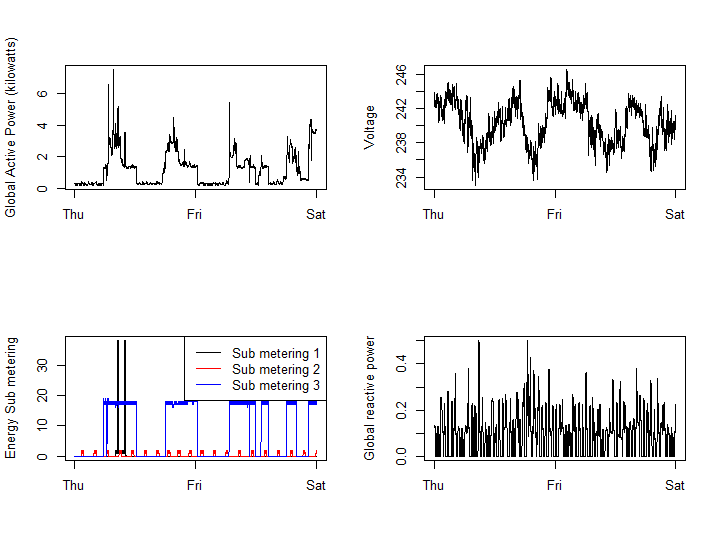 Global Active Power (kilowatts)
6
4
2
0
Thu
Fri
Sat
Voltage
246
242
238
234
Thu
Fri
Sat
Energy Sub metering
30
20
10
0
Sub metering 1
Sub metering 2
Sub metering 3
Thu
Fri
Sat
Global reactive power
0.4
0.2
0.0
Thu
Fri
Sat